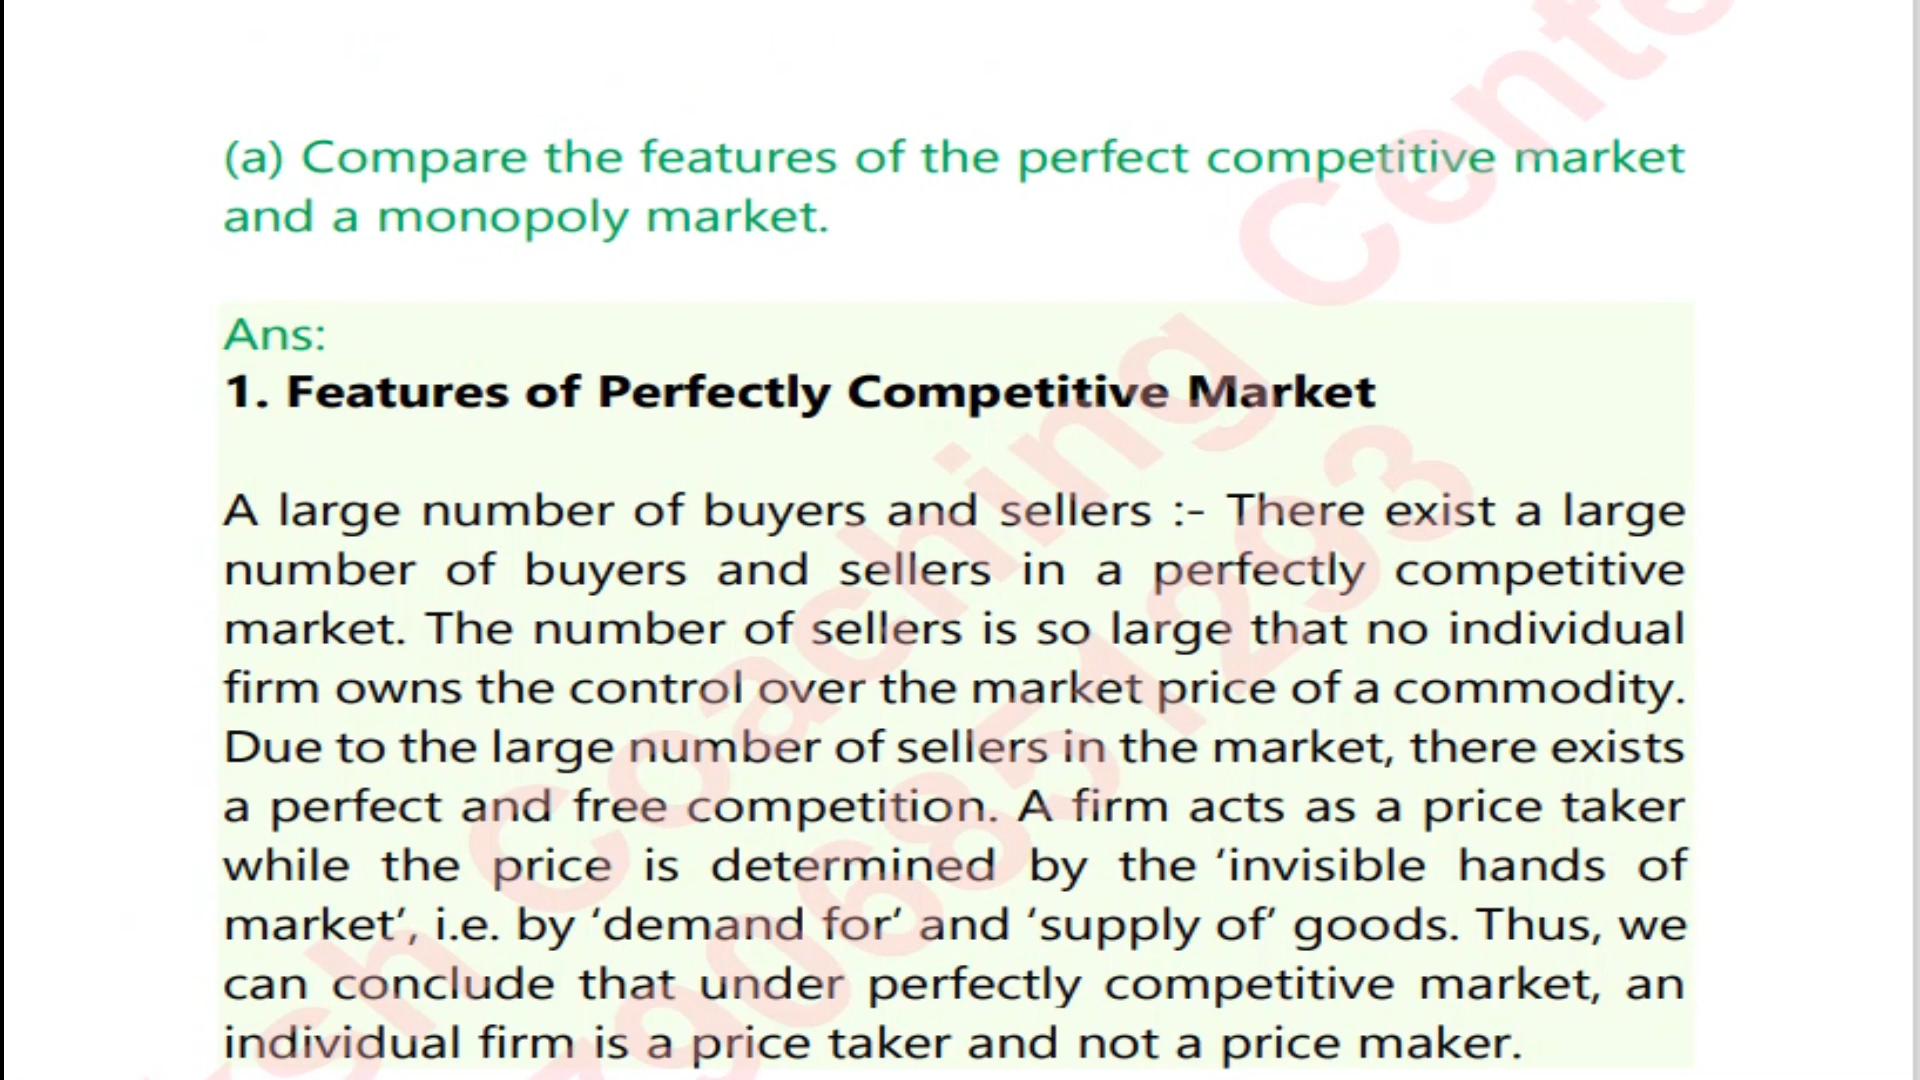 (a) Compare the features of the perfect competitive market
and a monopoly market.
Ans:
1. Features of Perfectly Competitive Market
A large number of buyers and sellers :- There exist a large
number of buyers and sellers in a perfectly competitive
market. The number of sellers is so large that no individual
firm owns the control over the market price of a commodity.
Due to the large number of sellers in the market, there exists
a perfect and free competition. A firm acts as a price taker
while the price is determined by the ‘invisible hands of
market’, i.e. by ‘demand for’ and ‘supply of’ goods. Thus, we
can conclude that under perfectly competitive market, an
individual firm is a price taker and not a price maker.
Coaching